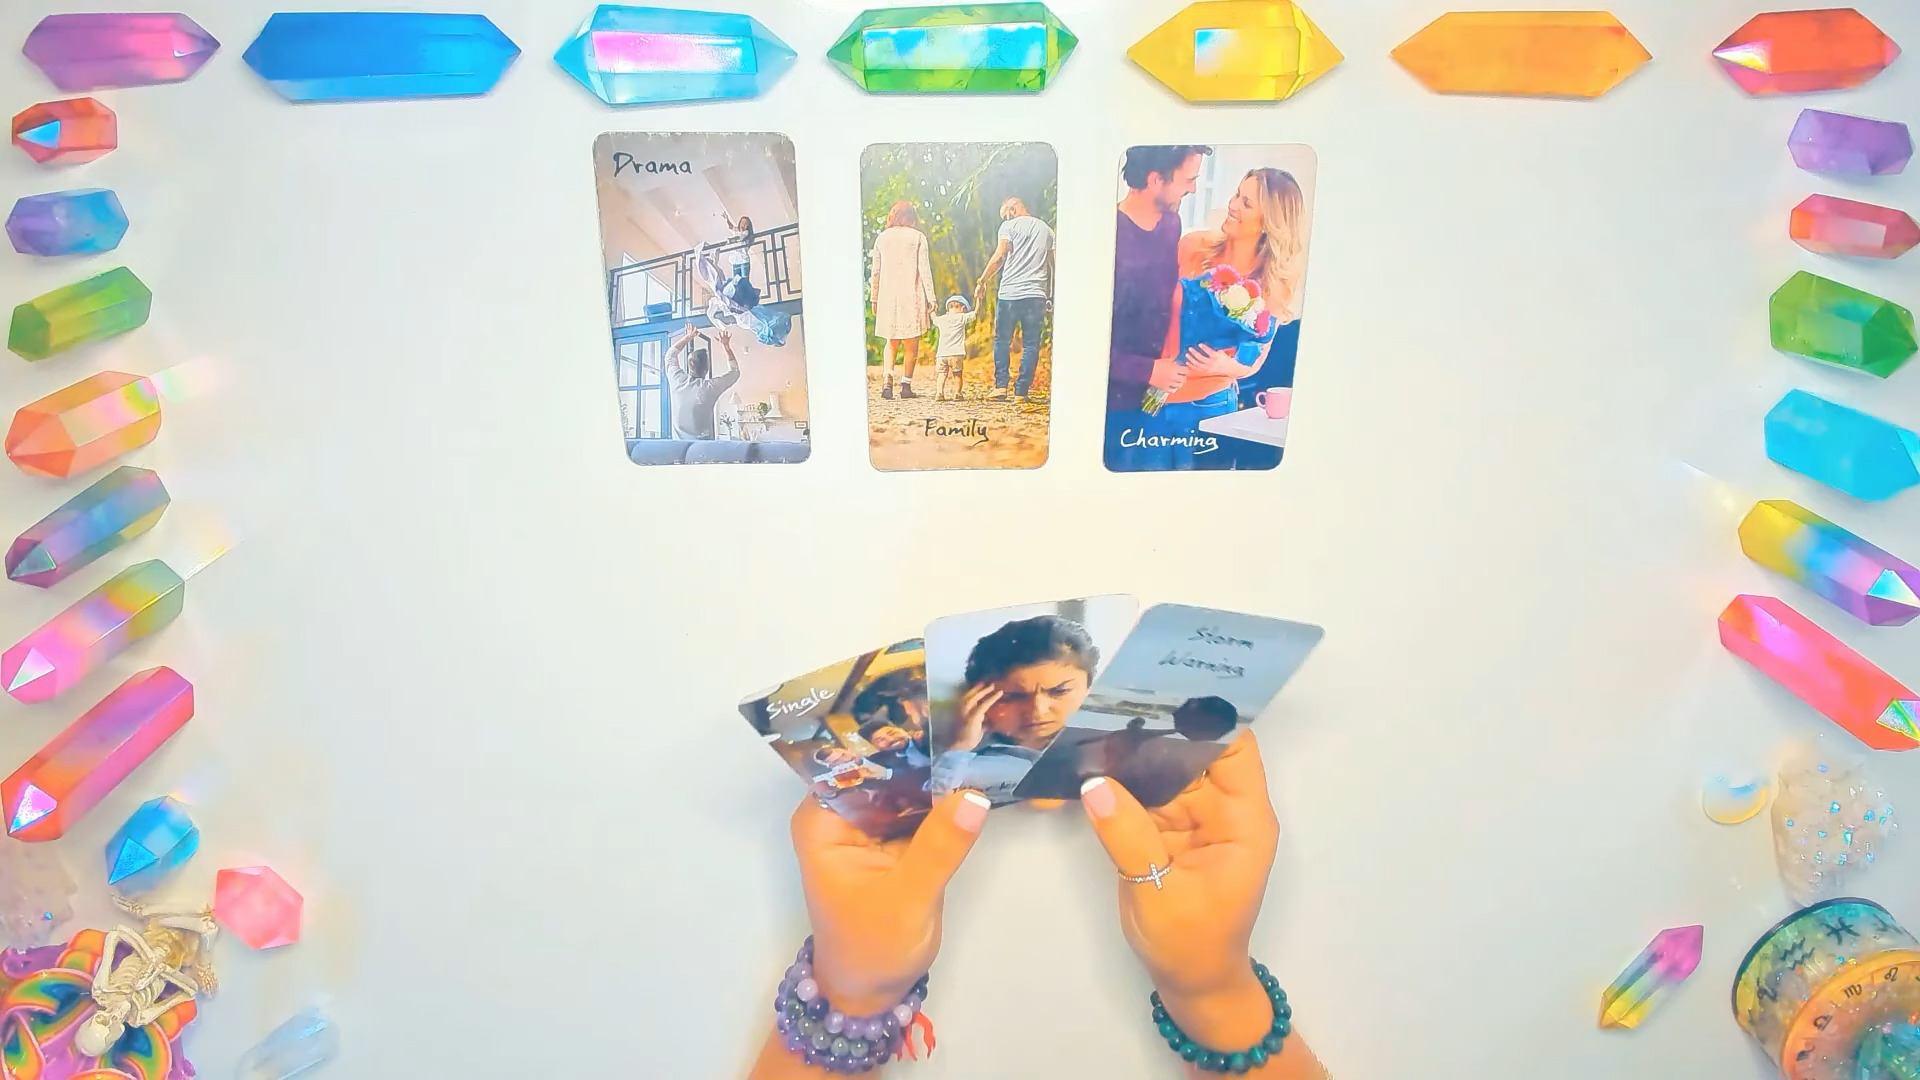 Drama
Family
Charming
Single
Storm
Warning